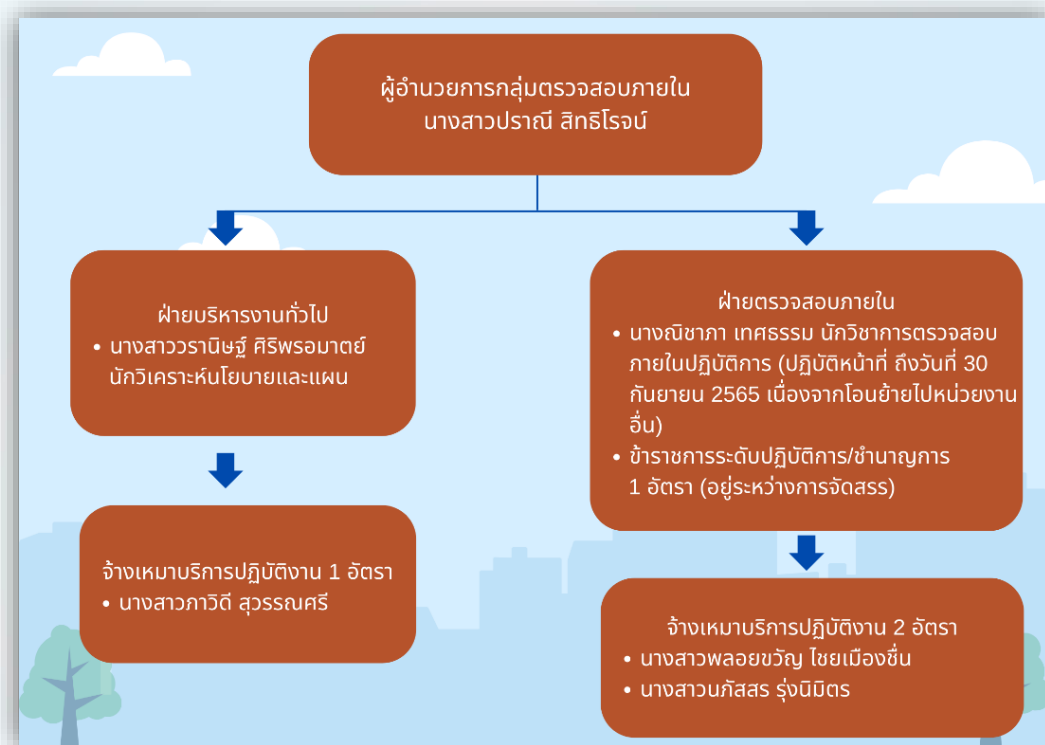 ผู้อำนวยการกลุ่มตรวจสอบภายใน
นางสาวปราณี สิทธิโรจน์
ฝ่ายบริหารงานทั่วไป
• นางสาววรานิษฐ์ ศิริพรอมาตย์
นักวิเคราะห์นโยบายและแผน
จ้างเหมาบริการปฏิบัติงาน 1 อัตรา
• นางสาวภาวิดี สุวรรณศรี
ฝ่ายตรวจสอบภายใน
• นางณิชาภา เทศธรรม นักวิชาการตรวจสอบ
ภายในปฏิบัติการ (ปฏิบัติหน้าที่ ถึงวันที่ 30
กันยายน 2565 เนื่องจากโอนย้ายไปหน่วยงาน
อื่น)
• ข้าราชการระดับปฏิบัติการ/ชำนาญการ
1 อัตรา (อยู่ระหว่างการจัดสรร)
จ้างเหมาบริการปฏิบัติงาน 2 อัตรา
• นางสาวพลอยขวัญ ไชยเมืองชื่น
• นางสาวนภัสสร รุ่งนิมิตร